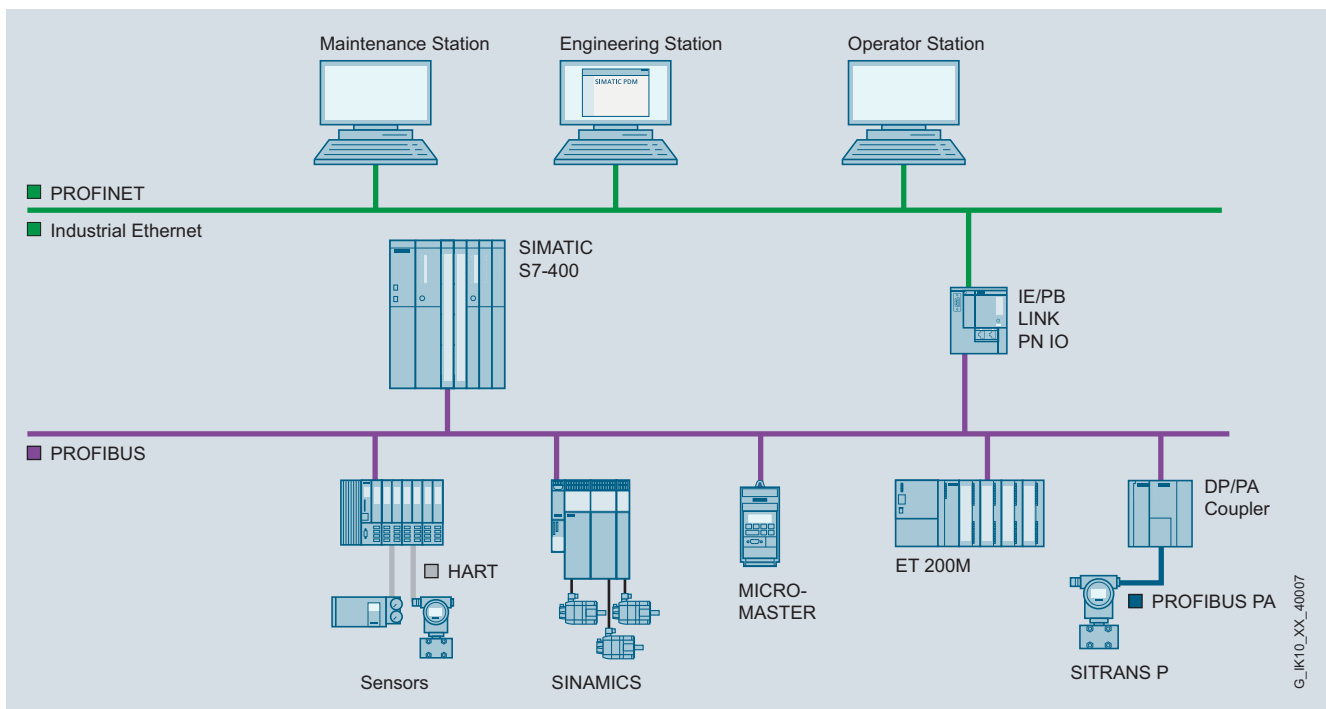 Maintenance Station
Engineering Station
Operator Station
SIMATIC PDM
PROFINET
Industrial Ethernet
SIMATIC
S7-400
IE/PB
LINK
PN IO
PROFIBUS
DP/PA
Coupler
HART
ET 200M
MICRO-
MASTER
PROFIBUS PA
Sensors
SINAMICS
SITRANS P
G_IK10_XX_40007